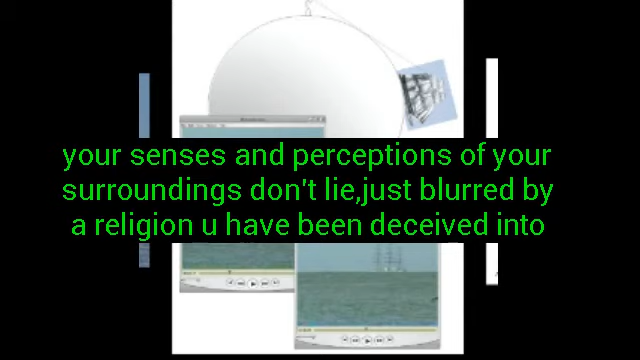 your senses and perceptions of your
surroundings don't lie,just blurred by
a religion u have been deceived into